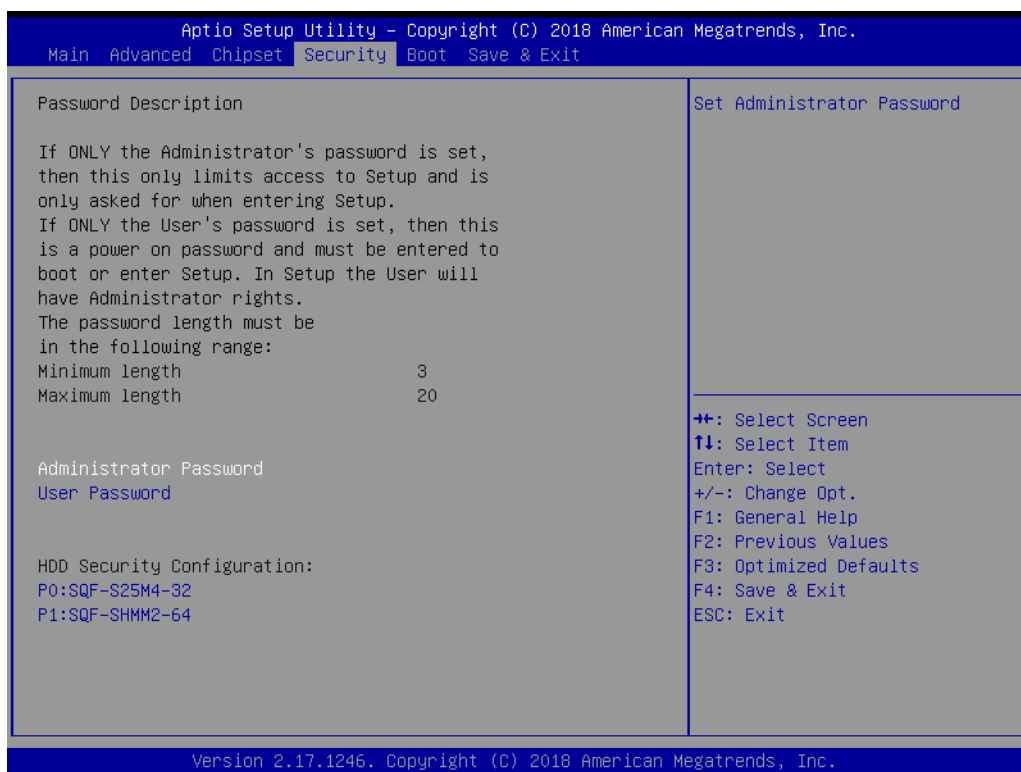 Aptio Setup Utility – Copyright (C) 2018 American Megatrends, Inc.
Main Advanced Chipset Security Boot Save & Exit
Password Description
If ONLY the Administrator's password is set,
then this only limits access to Setup and is
only asked for when entering Setup.
If ONLY the User's password is set, then this
is a power on password and must be entered to
boot or enter Setup. In Setup the User will
have Administrator rights.
The password length must be
in the following range:
Minimum length 3
Maximum length 20
Administrator Password
User Password
HDD Security Configuration:
P0:SQF-S25M4-32
P1:SQF-SHMM2-64
Set Administrator Password
→←: Select Screen
↑↓: Select Item
Enter: Select
+/-: Change Opt.
F1: General Help
F2: Previous Values
F3: Optimized Defaults
F4: Save & Exit
ESC: Exit
Version 2.17.1246. Copyright (C) 2018 American Megatrends, Inc.